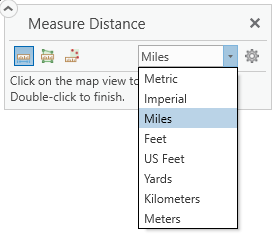 Measure Distance
Miles
Click on the map view to
Double-click to finish.
Metric
Imperial
Miles
Feet
US Feet
Yards
Kilometers
Meters